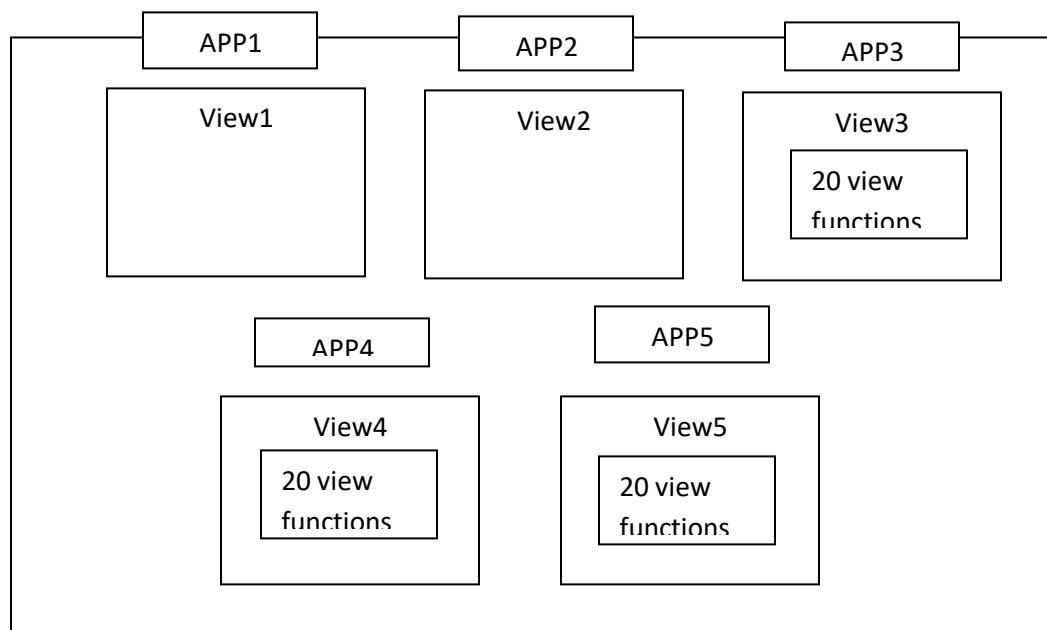 APP1
APP2
APP3
View1
View2
View3
20 view
functions
APP4
APP5
View4
View5
20 view
functions
20 view
functions